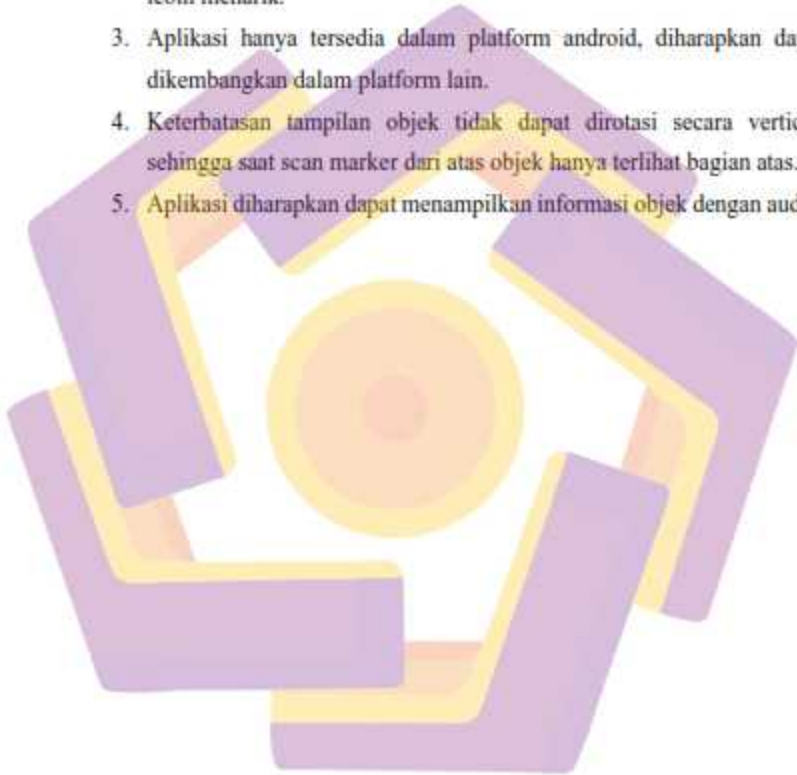 menarik.
3. Aplikasi hanya tersedia dalam platform android, diharapkan da
dikembangkan dalam platform lain.
4. Keterbatasan tampilan objek tidak dapat dirotasi secara vertic
sehingga saat scan marker dari atas objek hanya terlihat bagian atas.
5. Aplikasi diharapkan dapat menampilkan informasi objek dengan aud